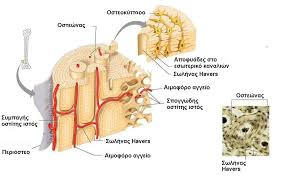 Οστεοκύτταρο
Οστεώνας
Αποφυάδες στο
εσωτερικό καναλιών
Σωλήνας Havers
Αιμοφόρο αγγείο
Σπογγώδης
οστίτης ιστός
Συμπαγής
οστίτης ιστός
Περιόστεο
Σωλήνας Havers
Αιμοφόρο αγγείο
Οστεώνας
Σωλήνας
Havers